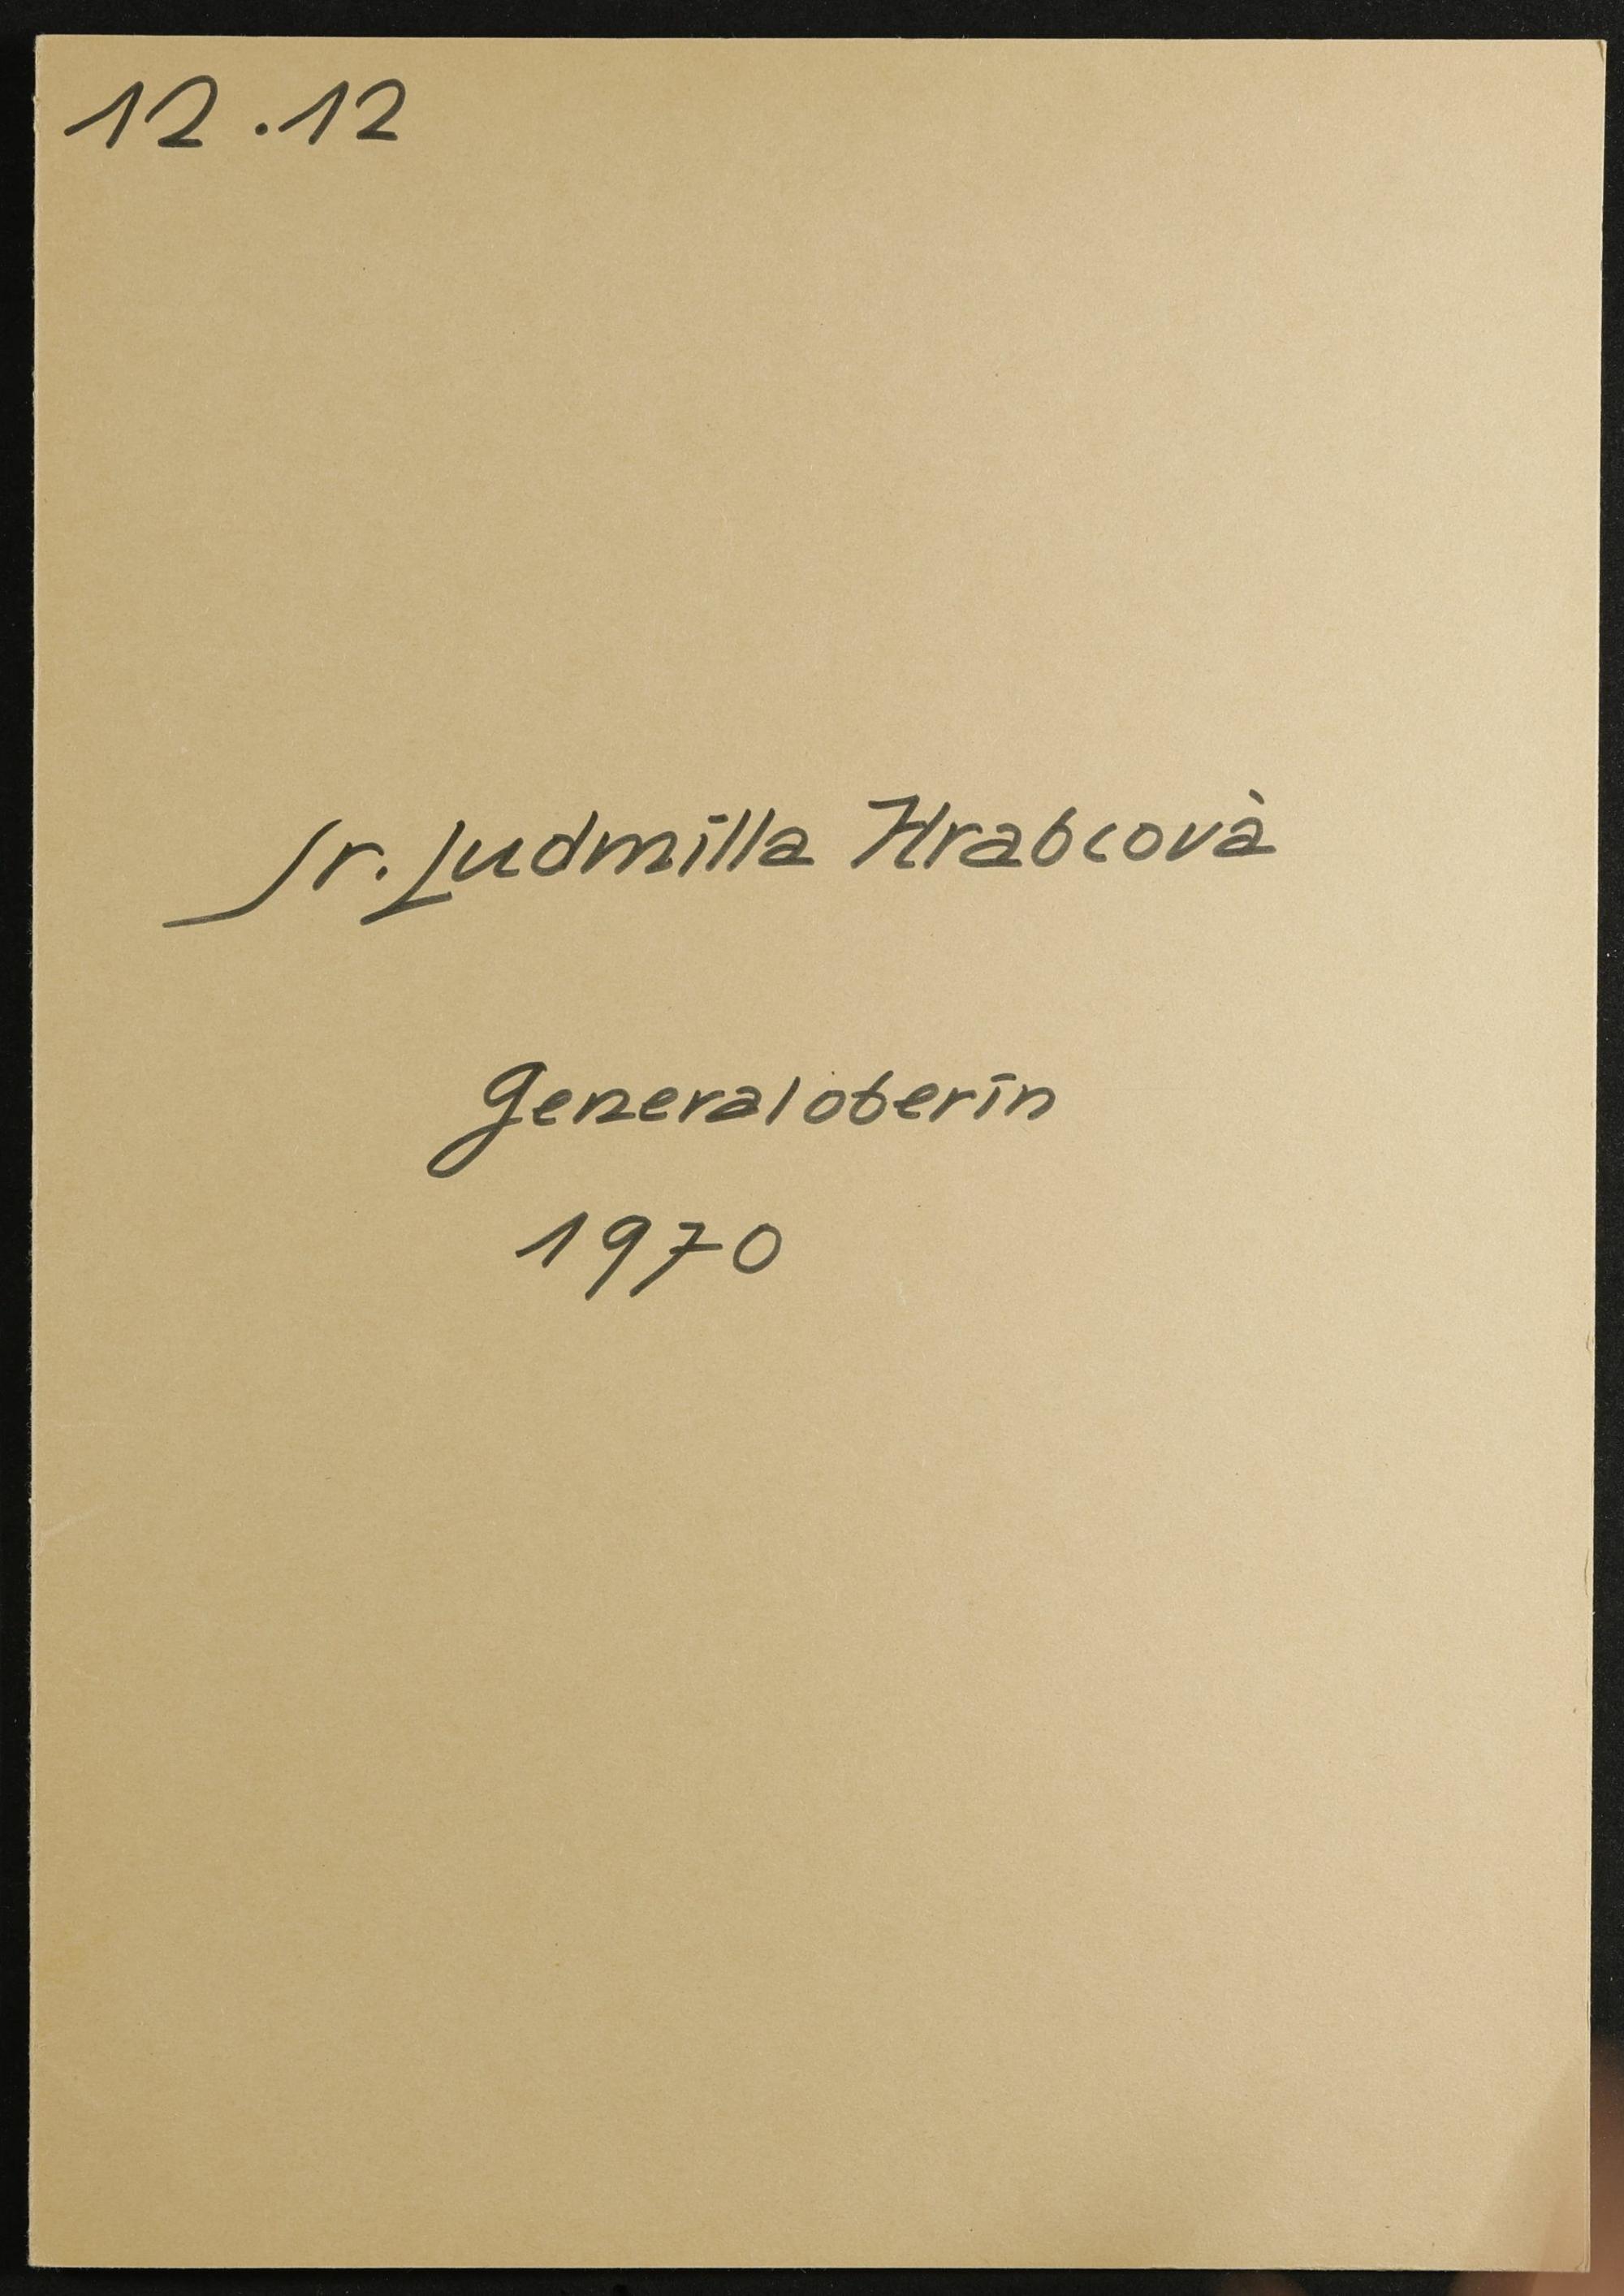 12.12
Sr. Ludmilla Hrabcovà
Generaloberin
1970